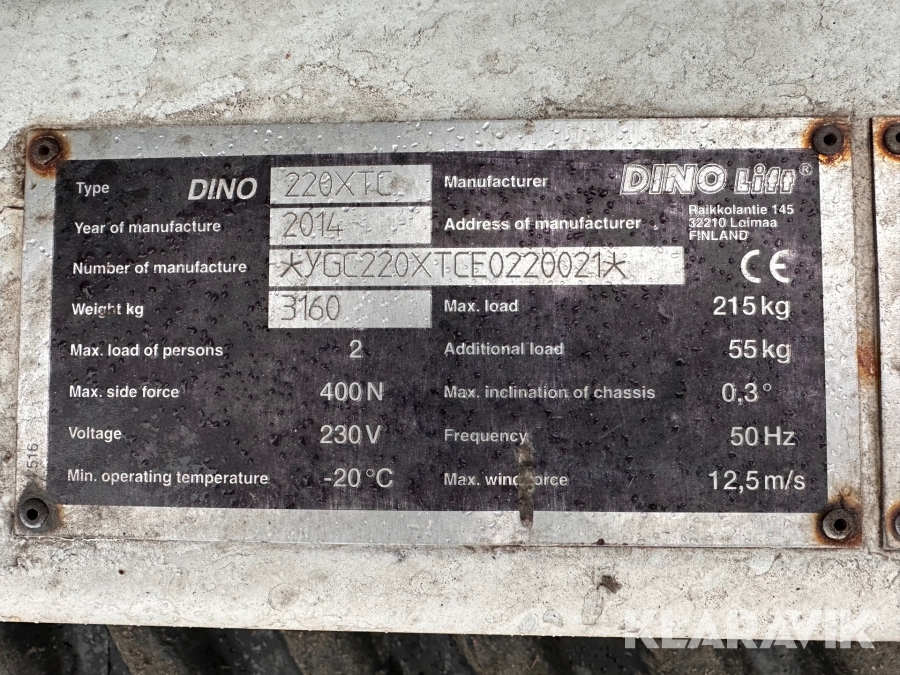 Type DINO 220XTC Manufacturer DINO Lift®
Year of manufacture 2014 Address of manufacturer Raikkolantie 145
32210 Loimaa
FINLAND
Number of manufacture *YGC220XTCE0220021* CE
Weight kg 3160 Max. load 215 kg
Max. load of persons 2 Additional load 55 kg
Max. side force 400 N Max. inclination of chassis 0,3°
Voltage 230 V Frequency 50 Hz
Min. operating temperature -20 °C Max. wind force 12,5 m/s
KLARAVIK